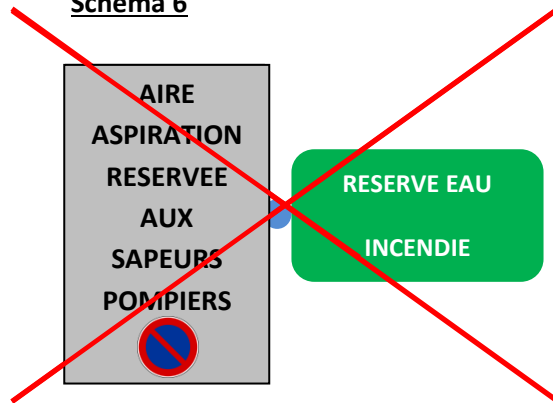 Schéma 6
AIRE
ASPIRATION
RESERVEE
AUX
SAPEURS
POMPIERS
RESERVE EAU
INCENDIE